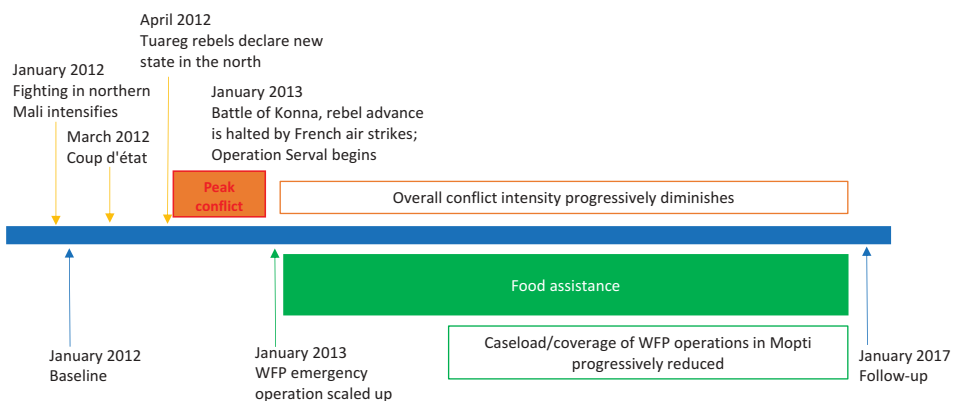 April 2012
Tuareg rebels declare new
state in the north
January 2012
Fighting in northern
Mali intensifies
January 2013
Battle of Konna, rebel advance
is halted by French air strikes;
Operation Serval begins
March 2012
Coup d'état
Peak
conflict
Overall conflict intensity progressively diminishes
Food assistance
Caseload/coverage of WFP operations in Mopti
progressively reduced
January 2012
Baseline
January 2013
WFP emergency
operation scaled up
January 2017
Follow-up